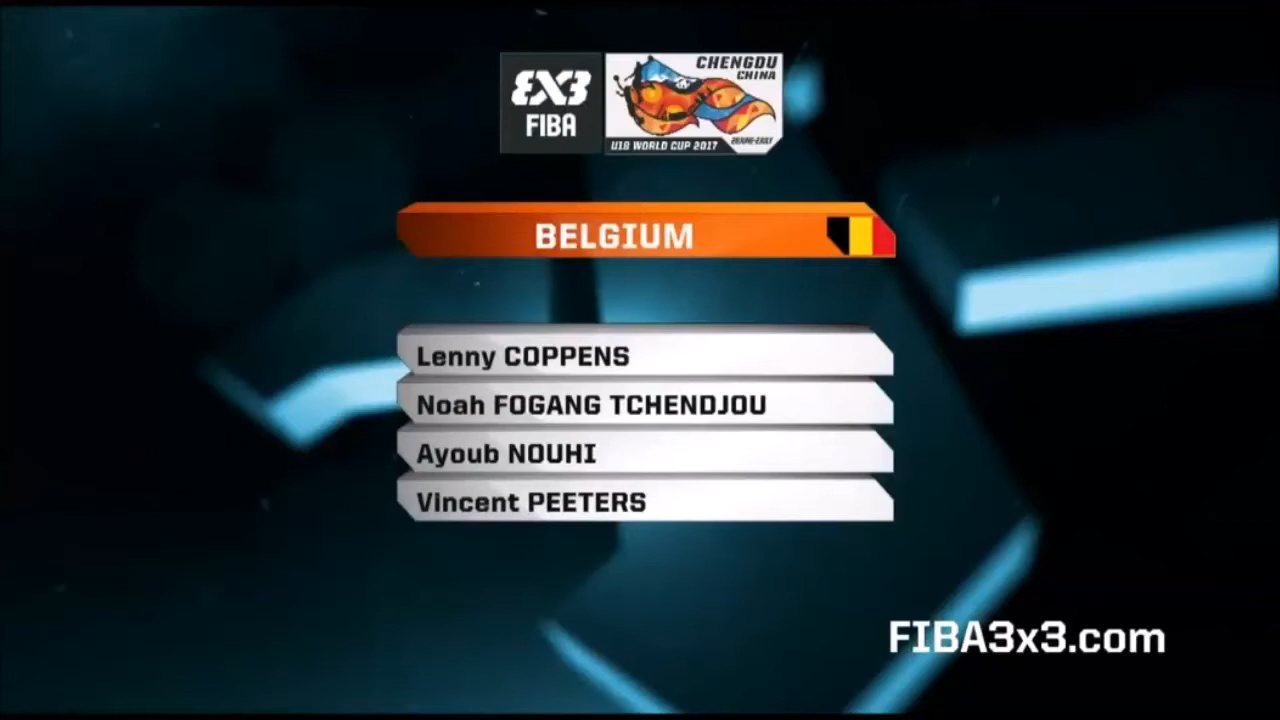 3X3
FIBA
CHENGDU
CHINA
U18 WORLD CUP 2017
BELGIUM
Lenny COPPENS
Noah FOGANG TCHENDJOU
Ayoub NOUHI
Vincent PEETERS
FIBA3x3.com